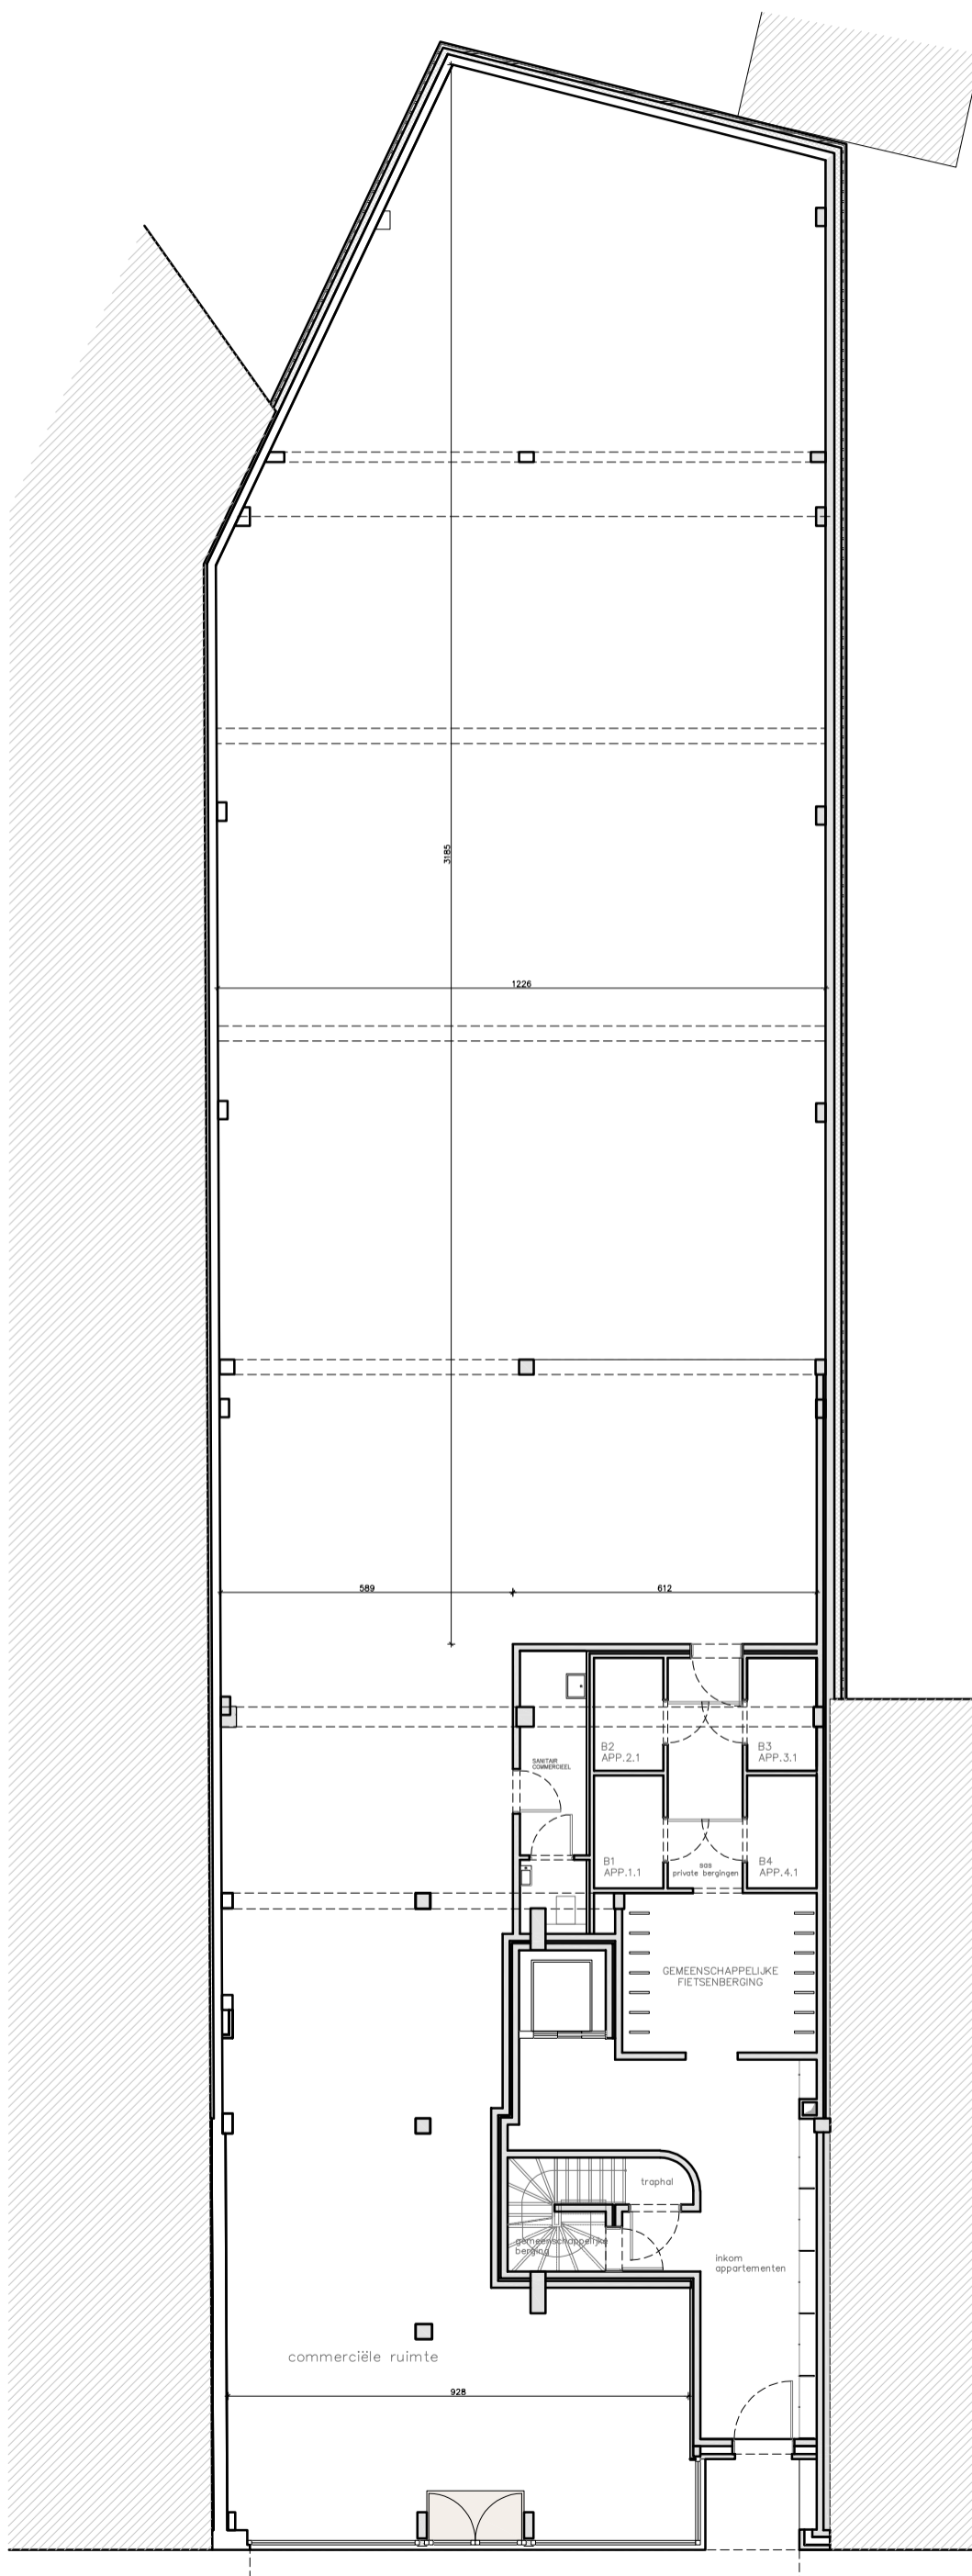 3185
1226
589
612
SANITAIR
COMMERCIEEL
B2
APP.2.1
B3
APP.3.1
B1
APP.1.1
sas
private bergingen
B4
APP.4.1
GEMEENSCHAPPELIJKE
FIETSENBERGING
traphal
gemeenschappelijke
berging
inkom
appartementen
commerciële ruimte
928